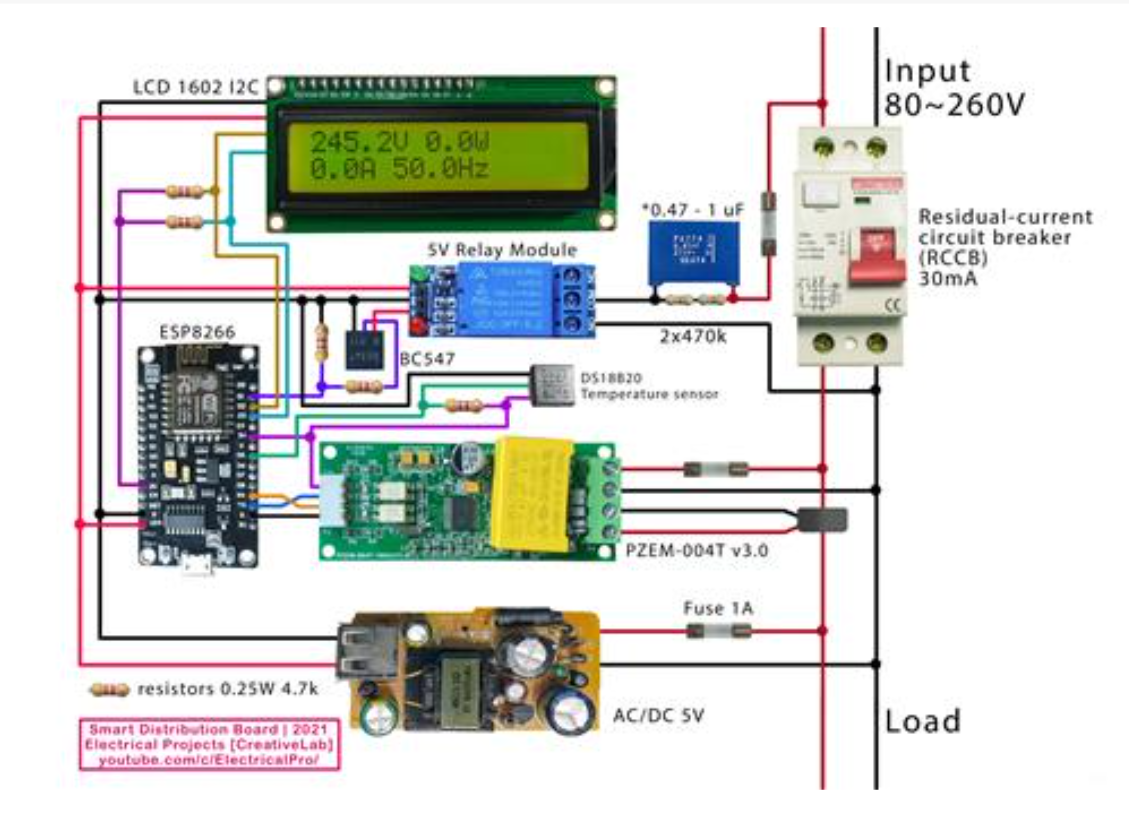 LCD 1602 I2C
245.2V 0.0W
0.0A 50.0Hz
Input
80~260V
*0.47 - 1 uF
5V Relay Module
Residual-current
circuit breaker
(RCCB)
30mA
2x470k
ESP8266
BC547
DS18B20
Temperature sensor
PZEM-004T v3.0
Fuse 1A
resistors 0.25W 4.7k
AC/DC 5V
Load
Smart Distribution Board | 2021
Electrical Projects [CreativeLab]
youtube.com/c/ElectricalPro/